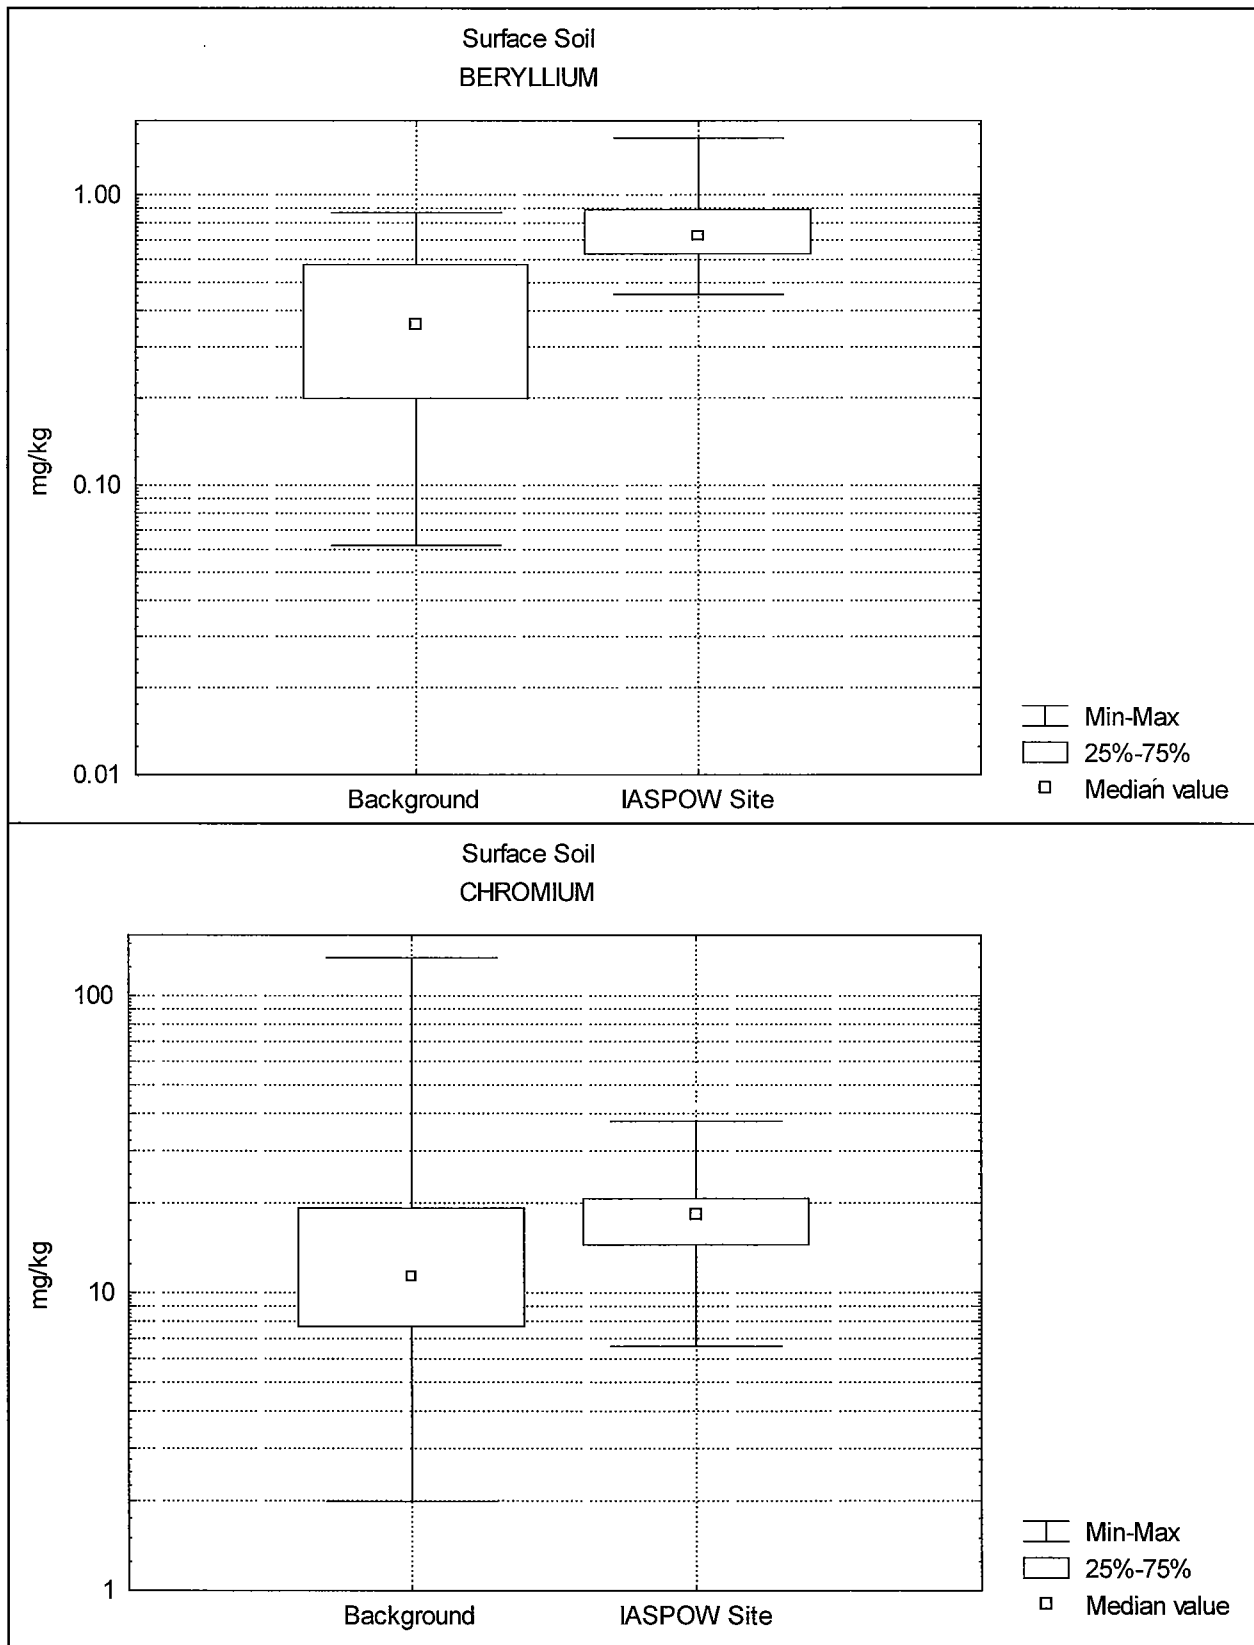 Surface Soil
BERYLLIUM
mg/kg
1.00
0.10
0.01
Background
IASPOW Site
Min-Max
25%-75%
Median value
Surface Soil
CHROMIUM
mg/kg
100
10
1
Background
IASPOW Site
Min-Max
25%-75%
Median value